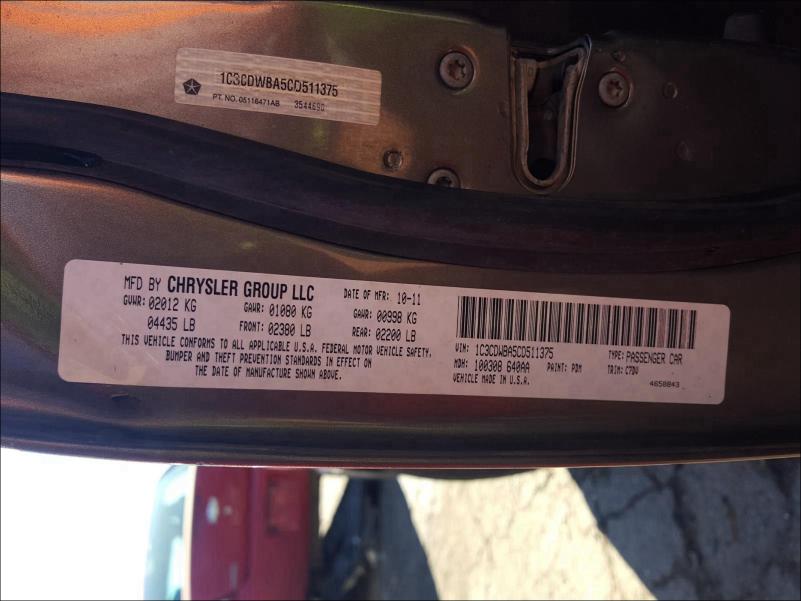 1C3CDWBA5CD511375
PT. NO. 05116471AB 3544690
MFD BY CHRYSLER GROUP LLC DATE OF MFR: 10-11
GVWR: 02012 KG GAWR: 01080 KG GAWR: 00998 KG
04435 LB FRONT: 02380 LB REAR: 02200 LB
THIS VEHICLE CONFORMS TO ALL APPLICABLE U.S.A. FEDERAL MOTOR VEHICLE SAFETY,
BUMPER AND THEFT PREVENTION STANDARDS IN EFFECT ON
THE DATE OF MANUFACTURE SHOWN ABOVE.
VIN: 1C3CDWBA5CD511375 TYPE: PASSENGER CAR
MDH: 100308 640AA PAINT: PDM TRIM: C7DV
VEHICLE MADE IN U.S.A. 4658843